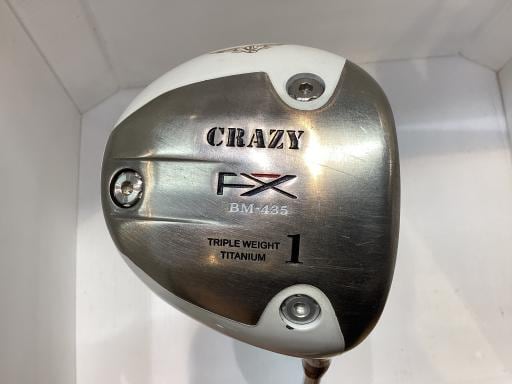 CRAZY
FX
BM-435
TRIPLE WEIGHT
TITANIUM
1